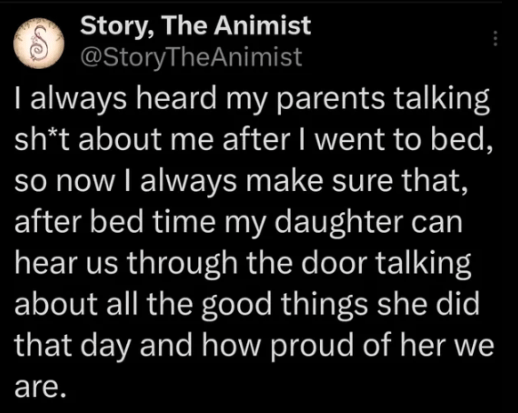 Story, The Animist
@StoryTheAnimist
I always heard my parents talking
sh*t about me after I went to bed,
so now I always make sure that,
after bed time my daughter can
hear us through the door talking
about all the good things she did
that day and how proud of her we
are.